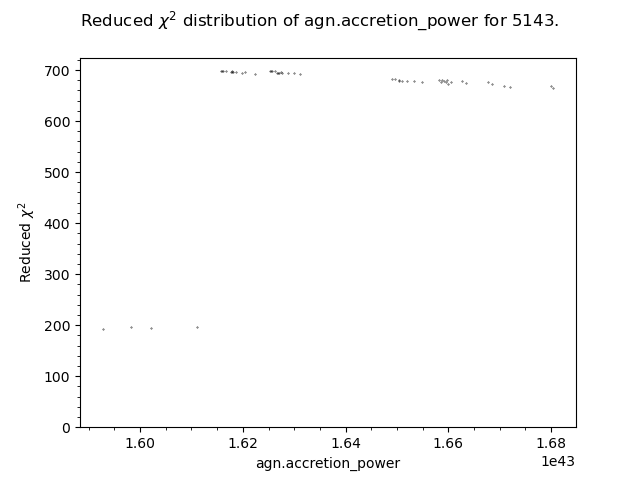 Reduced χ² distribution of agn.accretion_power for 5143.
700
600
500
400
300
200
100
0
Reduced χ²
1.60 1.62 1.64 1.66 1.68
1e43
agn.accretion_power